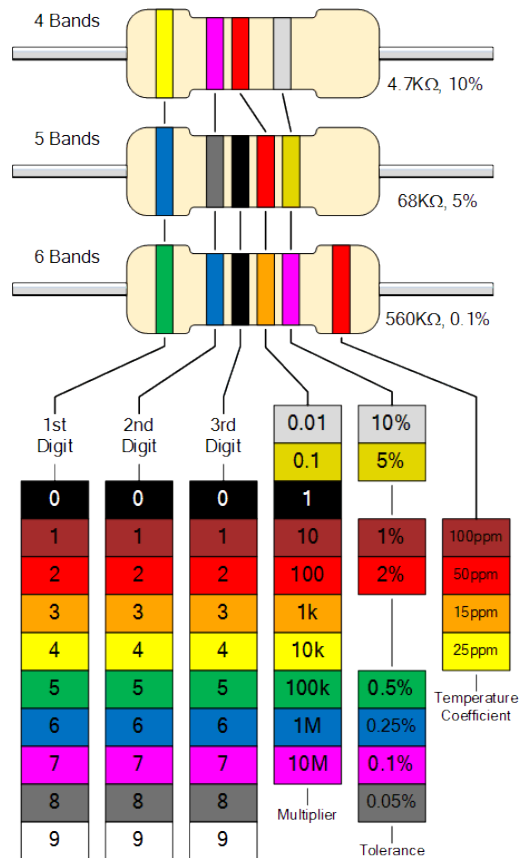 4 Bands
4.7KΩ, 10%
5 Bands
68KΩ, 5%
6 Bands
560KΩ, 0.1%
1st
Digit
2nd
Digit
3rd
Digit
0.01 10%
0.1 5%
0 0 0 1
1 1 1 10 1% 100ppm
2 2 2 100 2% 50ppm
3 3 3 1k 15ppm
4 4 4 10k 25ppm
5 5 5 100k 0.5%
6 6 6 1M 0.25%
7 7 7 10M 0.1%
8 8 8 0.05%
9 9 9
Temperature
Coefficient
Multiplier
Tolerance